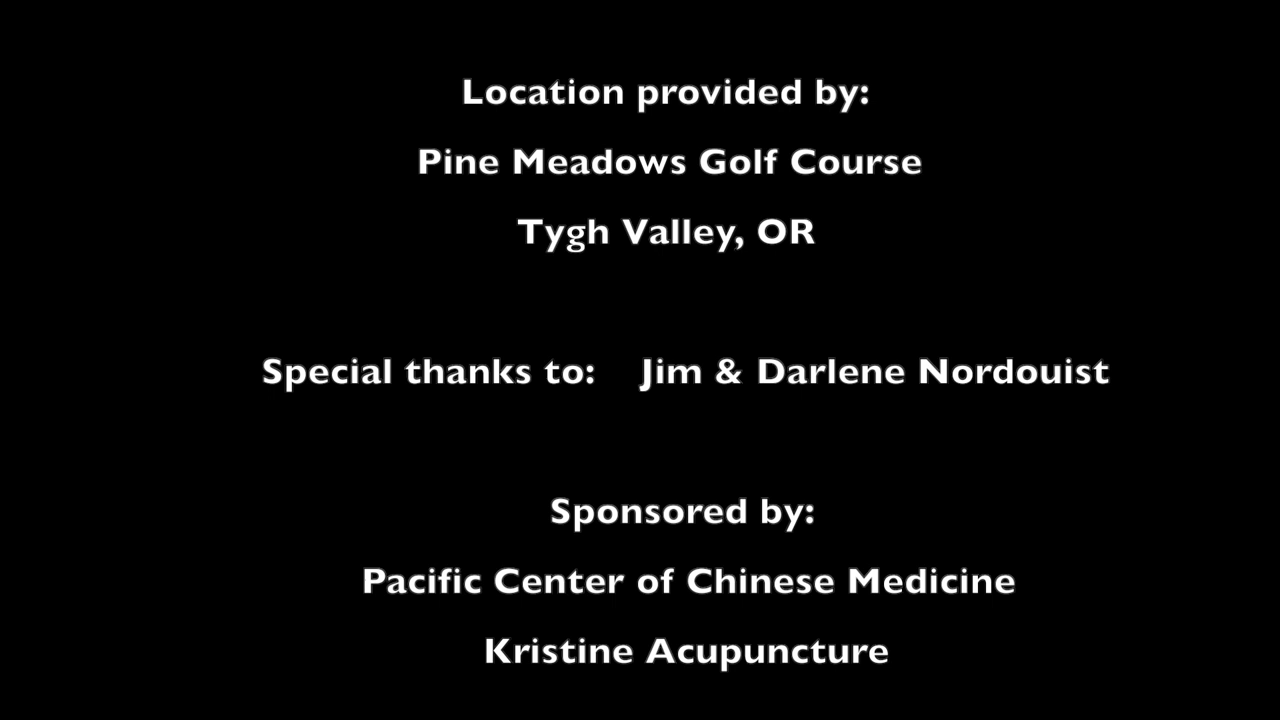 Location provided by:
Pine Meadows Golf Course
Tygh Valley, OR
Special thanks to: Jim & Darlene Nordouist
Sponsored by:
Pacific Center of Chinese Medicine
Kristine Acupuncture